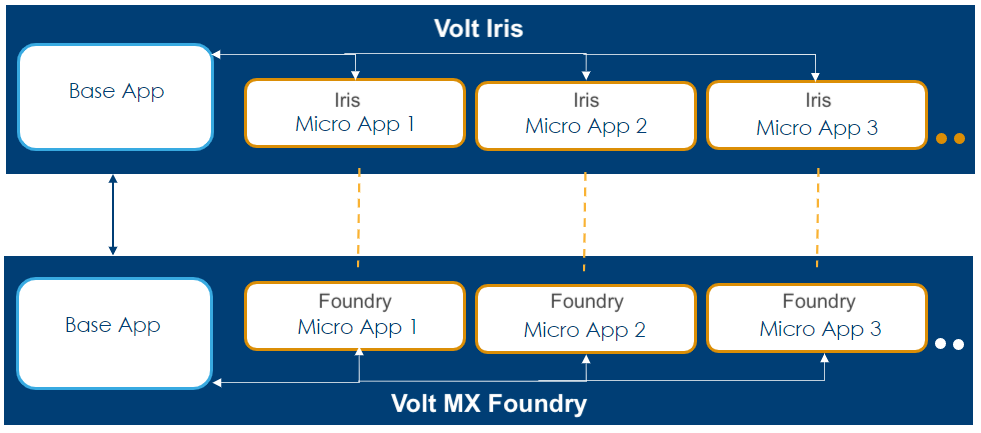 Volt Iris
Base App
Iris
Micro App 1
Iris
Micro App 2
Iris
Micro App 3
Base App
Foundry
Micro App 1
Foundry
Micro App 2
Foundry
Micro App 3
Volt MX Foundry